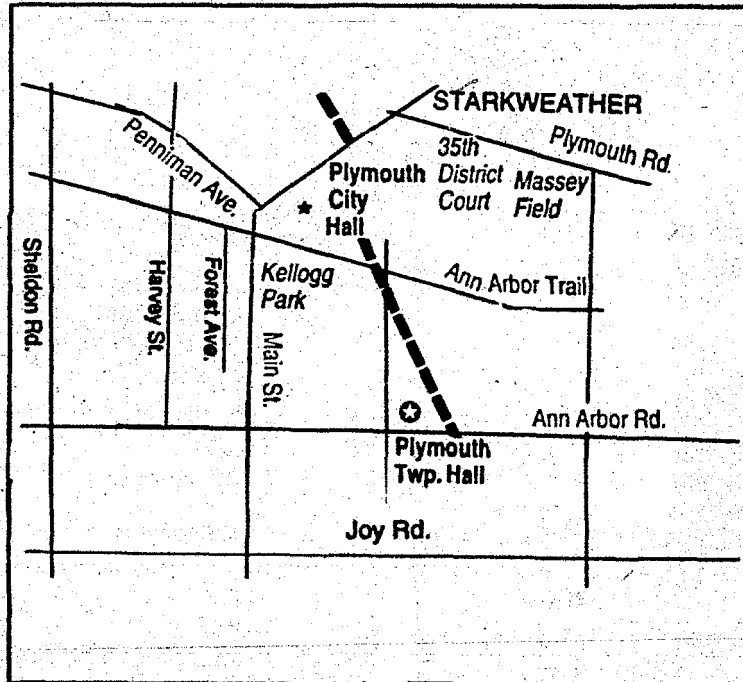 STARKWEATHER
Plymouth Rd.
Penniman Ave.
35th
District
Court
Massey
Field
Plymouth
City
Hall
Sheldon Rd.
Harvey St.
Forest Ave.
Kellogg
Park
Main St.
Ann Arbor Trail
Ann Arbor Rd.
Plymouth
Twp. Hall
Joy Rd.